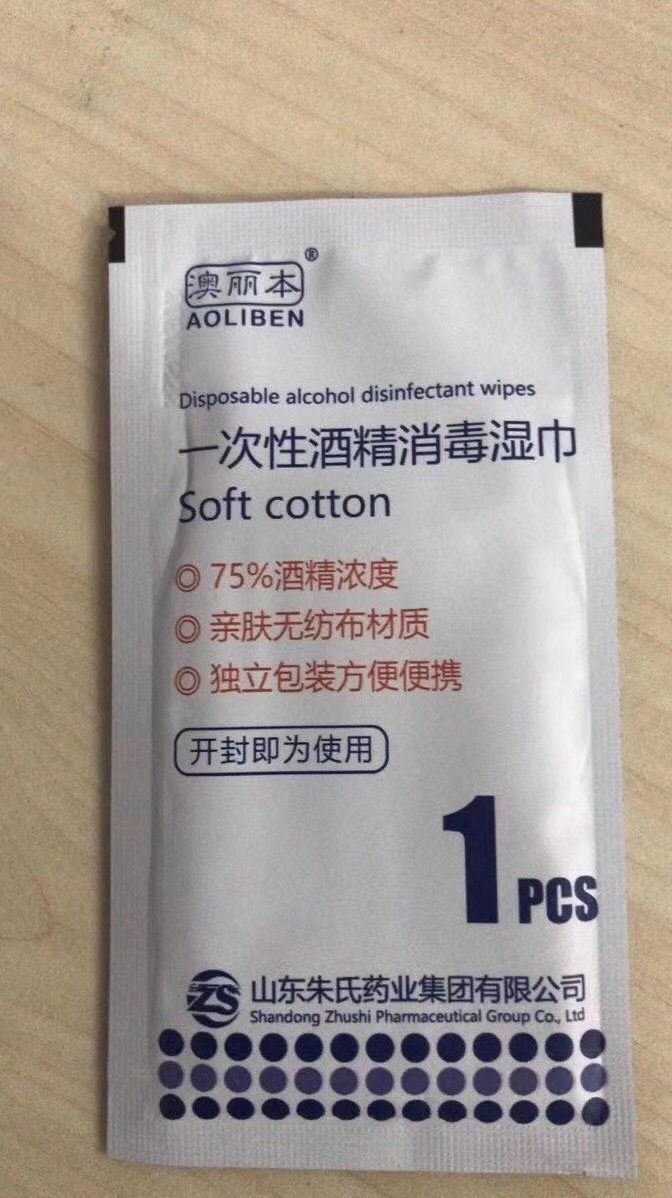 澳丽本®
AOLIBEN
Disposable alcohol disinfectant wipes
一次性酒精消毒湿巾
Soft cotton
◎ 75%酒精浓度
◎ 亲肤无纺布材质
◎ 独立包装方便便携
开封即为使用
1 PCS
ZS 山东朱氏药业集团有限公司
Shandong Zhushi Pharmaceutical Group Co., Ltd